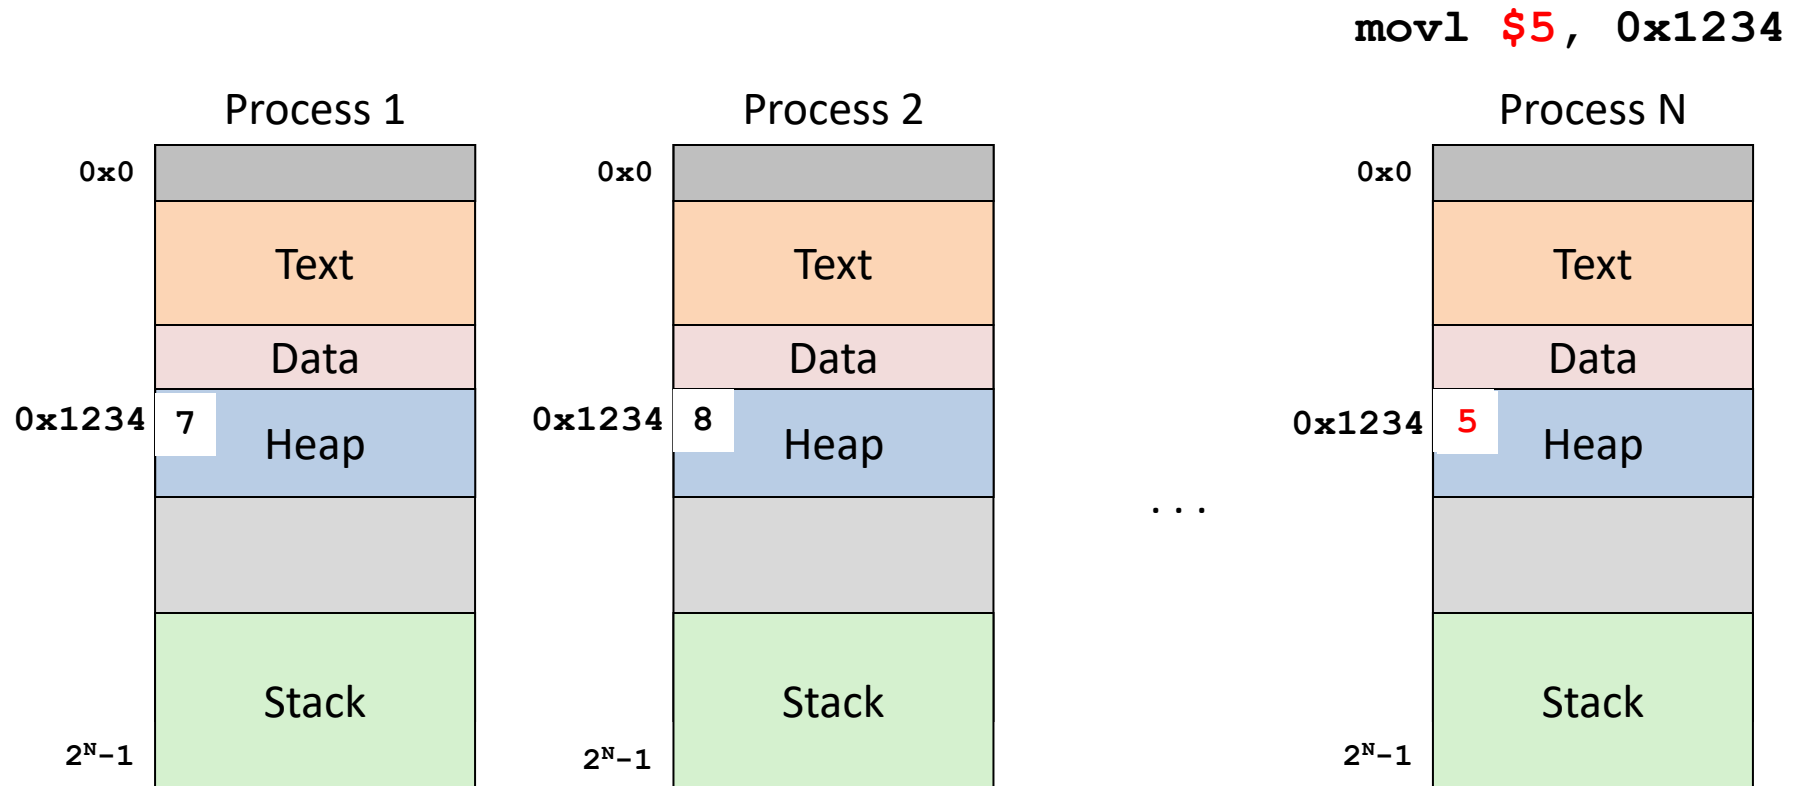 movl $5, 0x1234
Process 1
0x0
Text
Data
0x1234
7
Heap
Stack
2ᴺ-1
Process 2
0x0
Text
Data
0x1234
8
Heap
Stack
2ᴺ-1
...
Process N
0x0
Text
Data
0x1234
5
Heap
Stack
2ᴺ-1